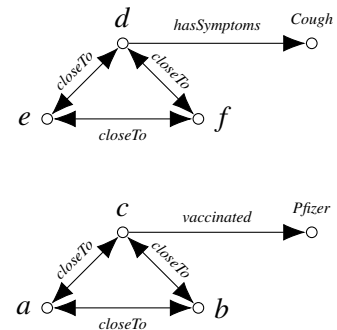 Cough
hasSymptoms
d
closeTo
closeTo
e
f
closeTo
Pfizer
vaccinated
c
closeTo
closeTo
a
b
closeTo